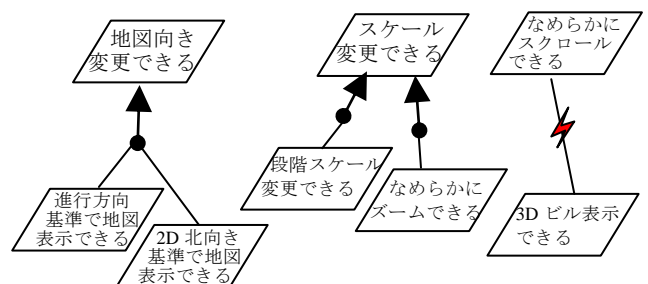 地図向き
変更できる
スケール
変更できる
なめらかに
スクロール
できる
段階スケール
変更できる
なめらかに
ズームできる
進行方向
基準で地図
表示できる
2D 北向き
基準で地図
表示できる
3D ビル表示
できる